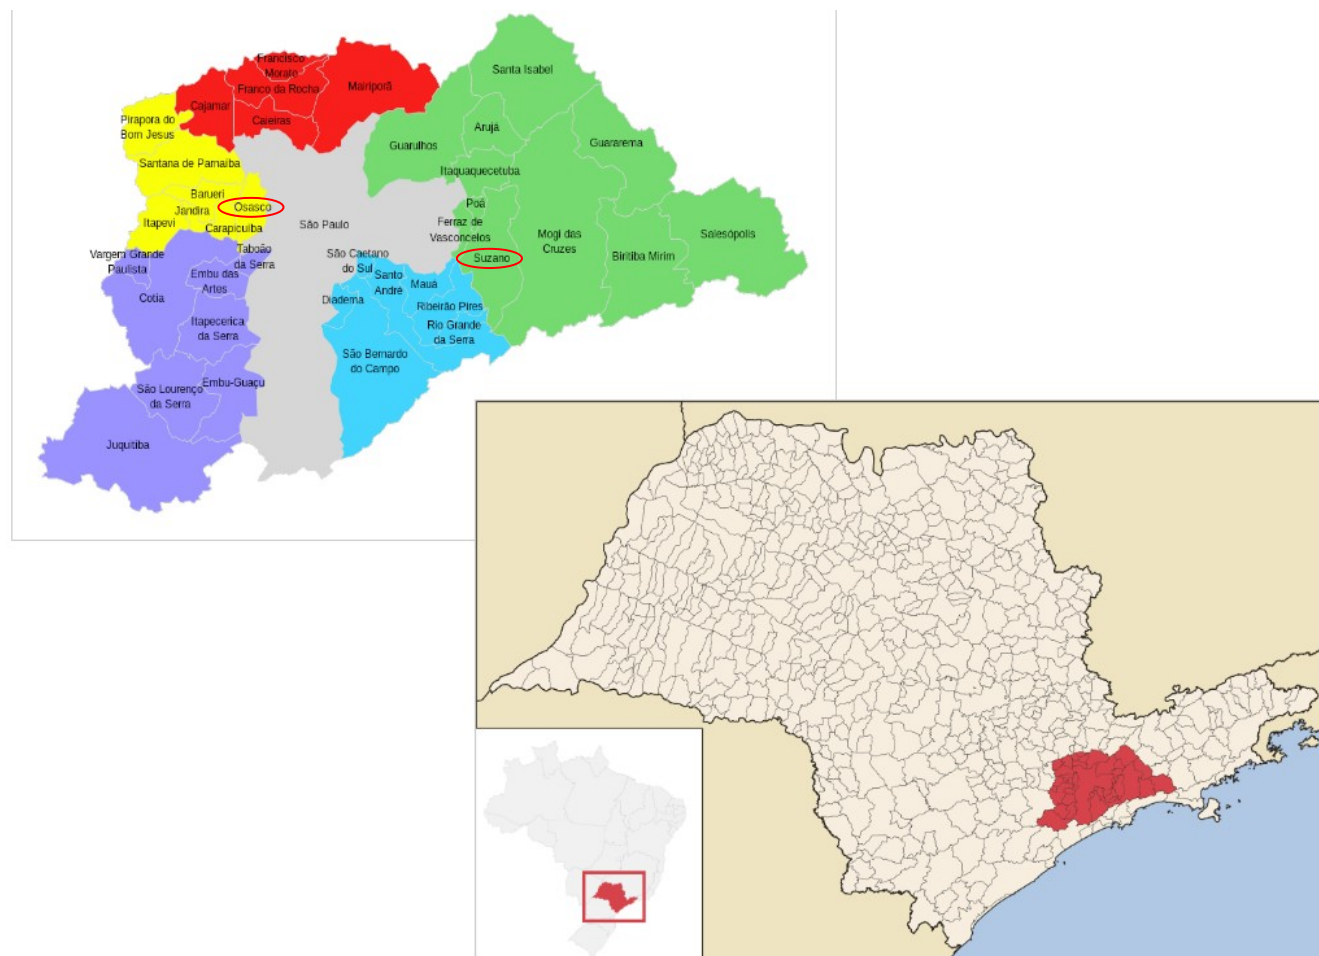 Francisco
Morato
Franco da Rocha
Mairiporã
Cajamar
Caieiras
Santa Isabel
Arujá
Guarulhos
Guararema
Itaquaquecetuba
Pirapora do
Bom Jesus
Santana de Parnaíba
Barueri
Jandira
Osasco
Itapevi
Carapicuíba
São Paulo
Poá
Ferraz de
Vasconcelos
Suzano
Mogi das
Cruzes
Biritiba Mirim
Salesópolis
Vargem Grande
Paulista
Taboão
da Serra
Embu das
Artes
Cotia
Itapecerica
da Serra
São Lourenço
da Serra
Embu-Guaçu
Juquitiba
São Caetano
do Sul
Santo
André
Mauá
Diadema
Ribeirão Pires
Rio Grande
da Serra
São Bernardo
do Campo